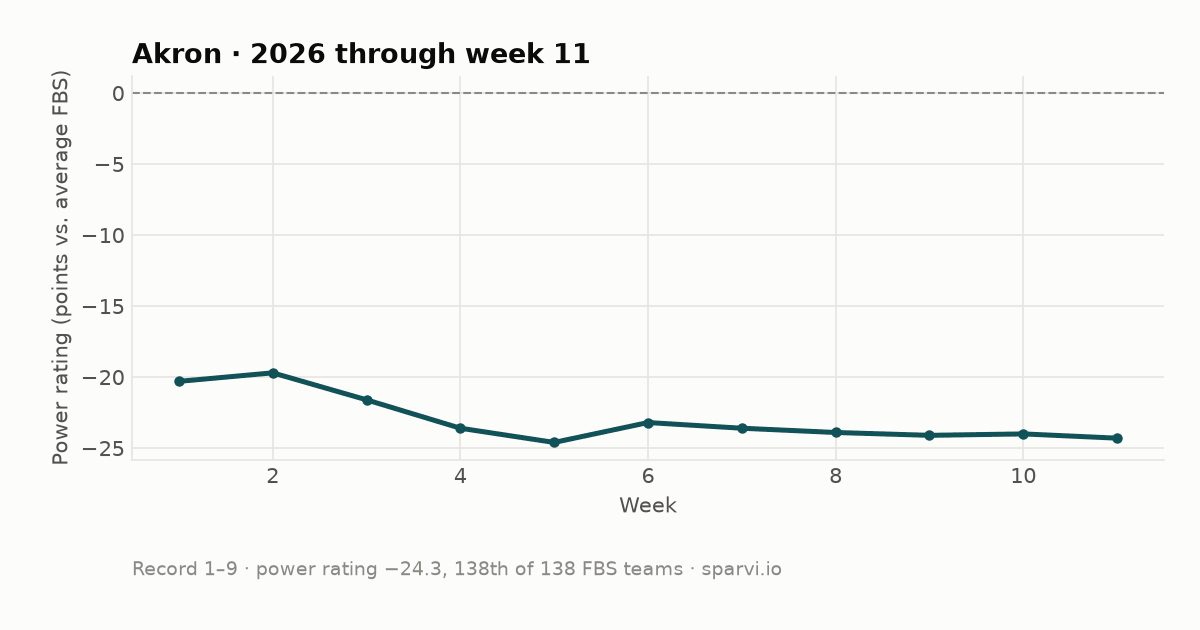 Akron · 2026 through week 11
Power rating (points vs. average FBS)
0
−5
−10
−15
−20
−25
2 4 6 8 10
Week
Record 1–9 · power rating −24.3, 138th of 138 FBS teams · sparvi.io